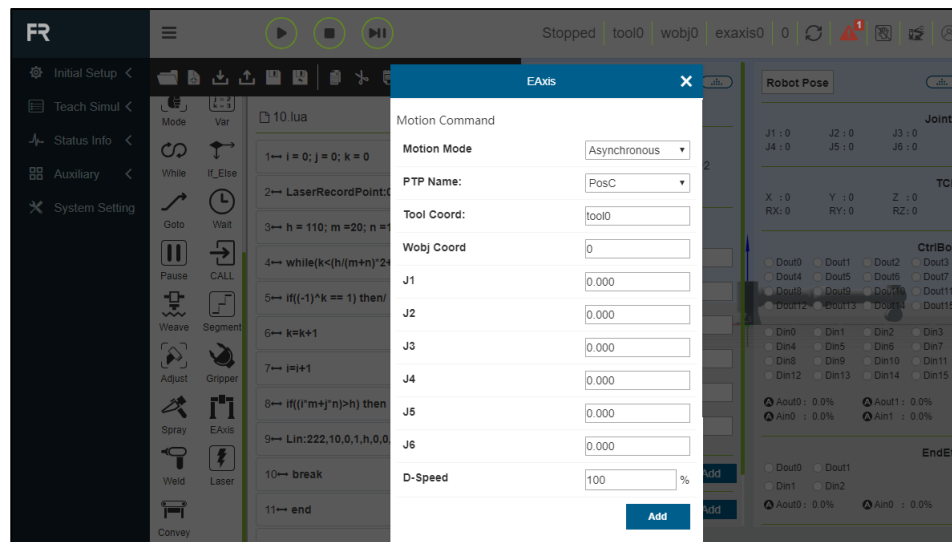 FR
Stopped tool0 wobj0 exaxis0 0 1
Initial Setup
Teach Simul
Status Info
Auxiliary
System Setting
Mode Var
While If_Else
Goto Wait
Pause CALL
Weave Segment
Adjust Gripper
Spray EAxis
Weld Laser
Convey
10.lua
1 i = 0; j = 0; k = 0
2 LaserRecordPoint:
3 h = 110; m =20; n =1
4 while(k<(h/(m+n)*2+
5 if((-1)^k == 1) then/
6 k=k+1
7 i=i+1
8 if((i*m+j*n)>h) then
9 Lin:222,10,0,1,h,0,0
10 break
11 end
EAxis
Motion Command
Motion Mode Asynchronous
PTP Name: PosC
Tool Coord: tool0
Wobj Coord 0
J1 0.000
J2 0.000
J3 0.000
J4 0.000
J5 0.000
J6 0.000
D-Speed 100 %
Add
2
Add
Add
Robot Pose
Joint
J1 : 0 J2 : 0 J3 : 0
J4 : 0 J5 : 0 J6 : 0
X : 0 Y : 0 Z : 0
RX: 0 RY: 0 RZ: 0
CtrlBo
Dout0 Dout1 Dout2 Dout3
Dout4 Dout5 Dout6 Dout7
Dout8 Dout9 Dout10 Dout11
Dout12 Dout13 Dout14 Dout15
Din0 Din1 Din2 Din3
Din4 Din5 Din6 Din7
Din8 Din9 Din10 Din11
Din12 Din13 Din14 Din15
A Aout0 : 0.0% A Aout1 : 0.0%
A Ain0 : 0.0% A Ain1 : 0.0%
EndE
Dout0 Dout1
Din1 Din2
A Aout0 : 0.0% A Ain0 : 0.0%